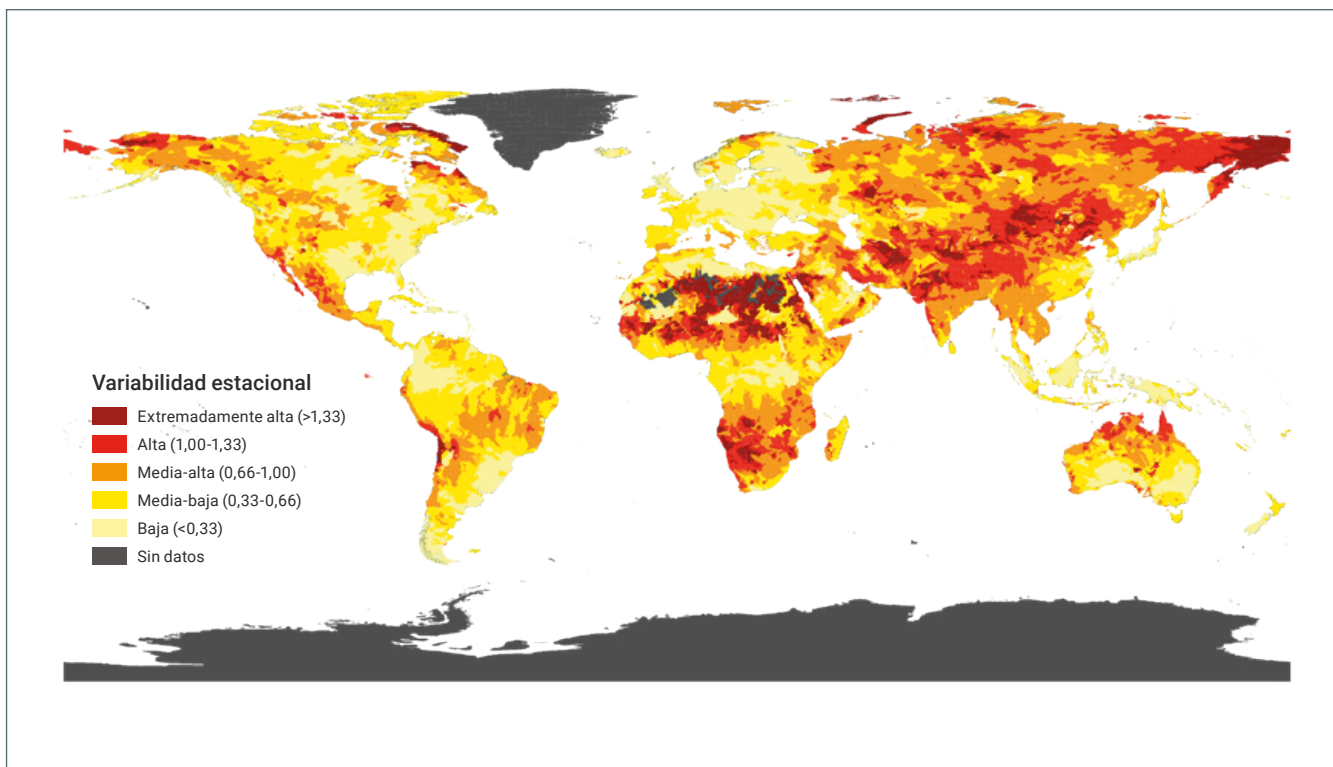 Variabilidad estacional
Extremadamente alta (>1,33)
Alta (1,00-1,33)
Media-alta (0,66-1,00)
Media-baja (0,33-0,66)
Baja (<0,33)
Sin datos